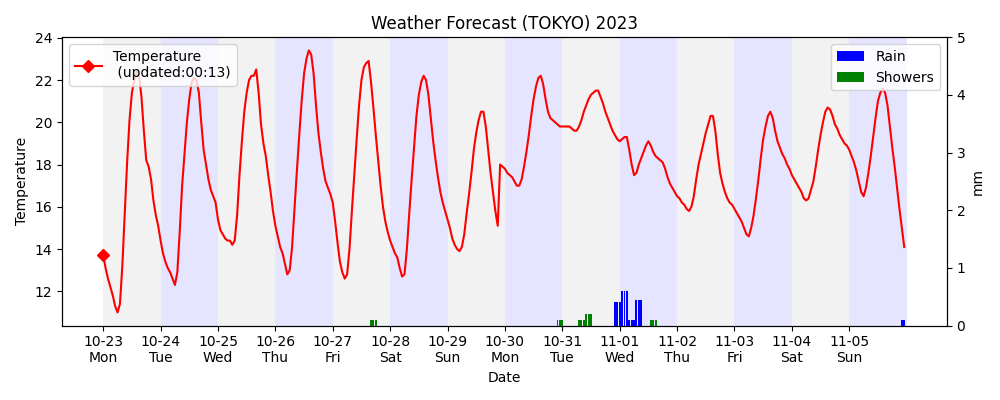 Weather Forecast (TOKYO) 2023
Temperature
(updated:00:13)
Rain
Showers
Temperature
24
22
20
18
16
14
12
5
4
3
2
1
0
mm
10-23 10-24 10-25 10-26 10-27 10-28 10-29 10-30 10-31 11-01 11-02 11-03 11-04 11-05
Mon Tue Wed Thu Fri Sat Sun Mon Tue Wed Thu Fri Sat Sun
Date